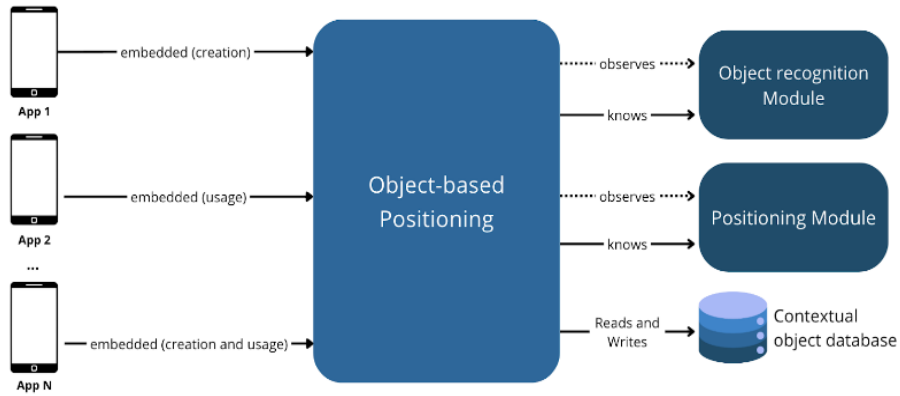 embedded (creation)
App 1
embedded (usage)
App 2
...
embedded (creation and usage)
App N
Object-based
Positioning
observes
knows
Object recognition
Module
observes
knows
Positioning Module
Reads and
Writes
Contextual
object database